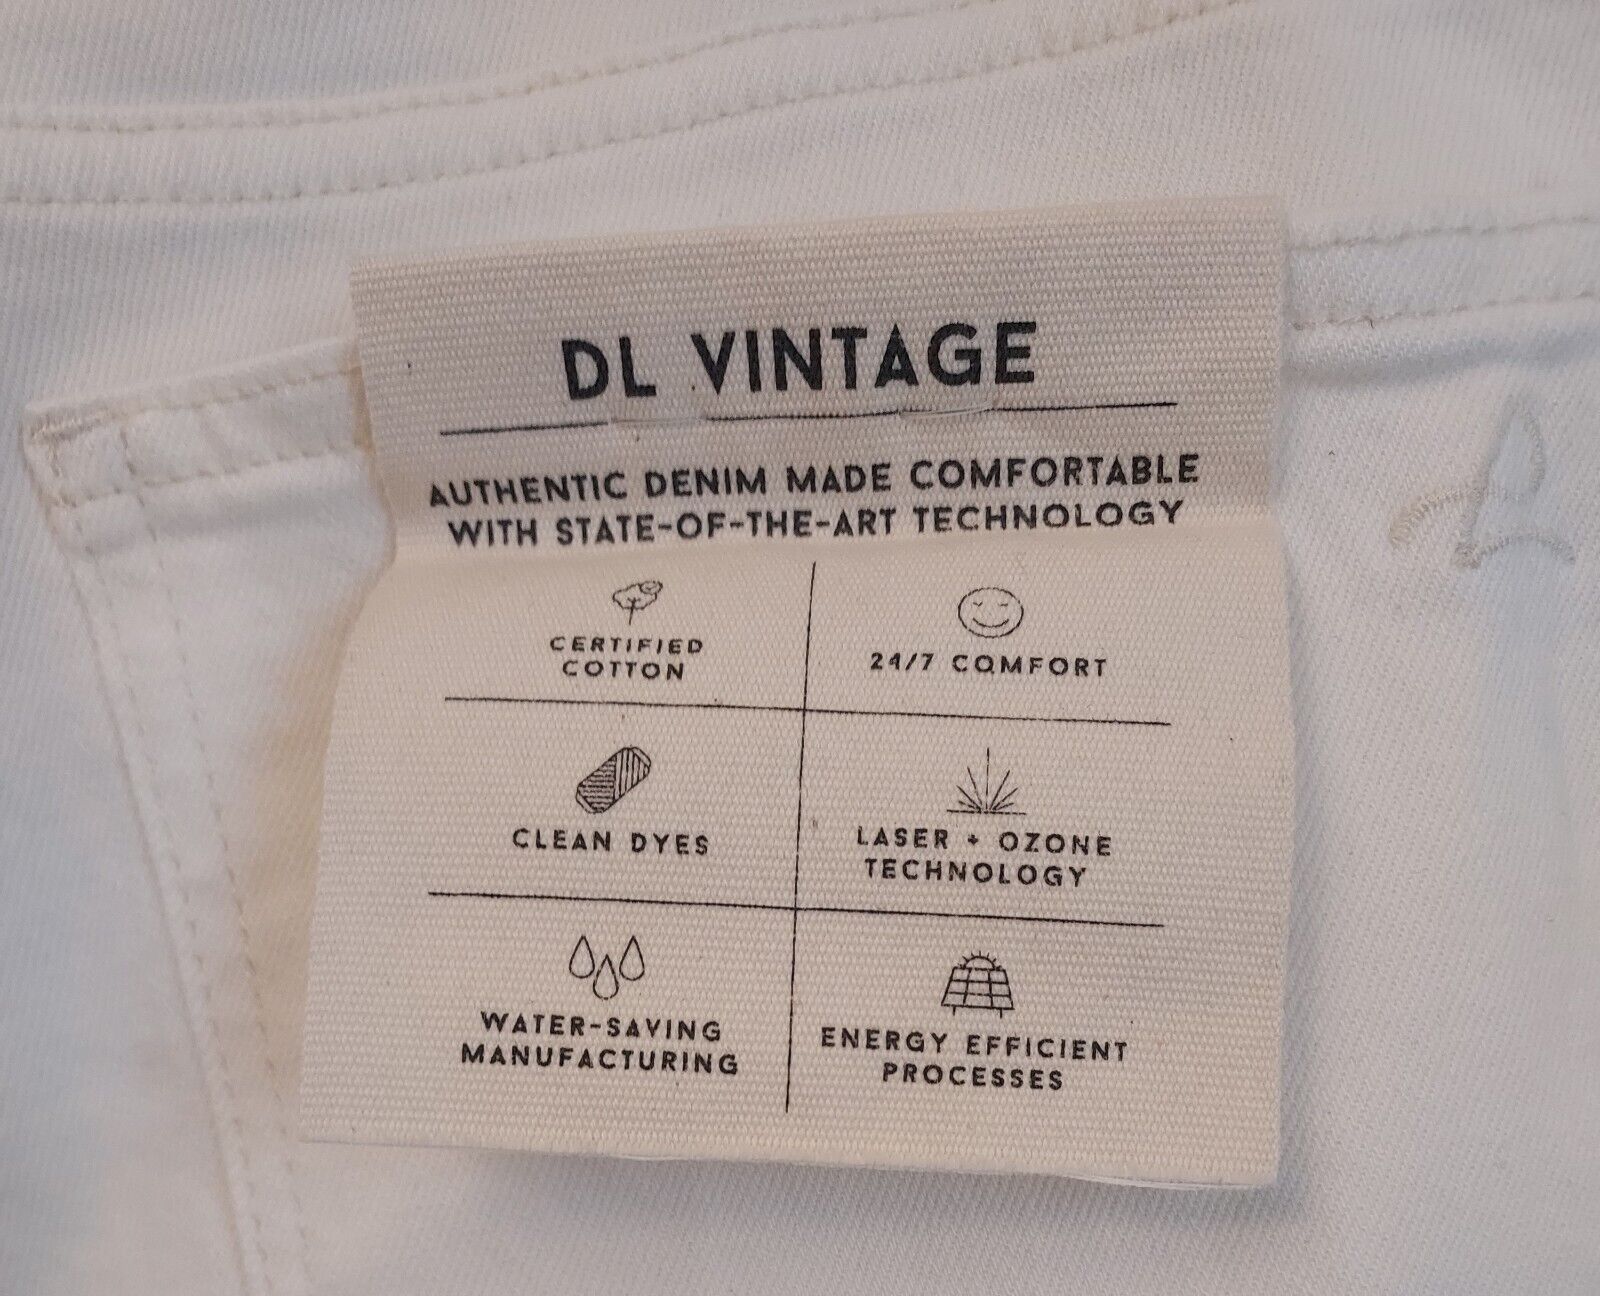 DL VINTAGE
AUTHENTIC DENIM MADE COMFORTABLE
WITH STATE-OF-THE-ART TECHNOLOGY
CERTIFIED
COTTON
24/7 COMFORT
CLEAN DYES
LASER + OZONE
TECHNOLOGY
WATER-SAVING
MANUFACTURING
ENERGY EFFICIENT
PROCESSES